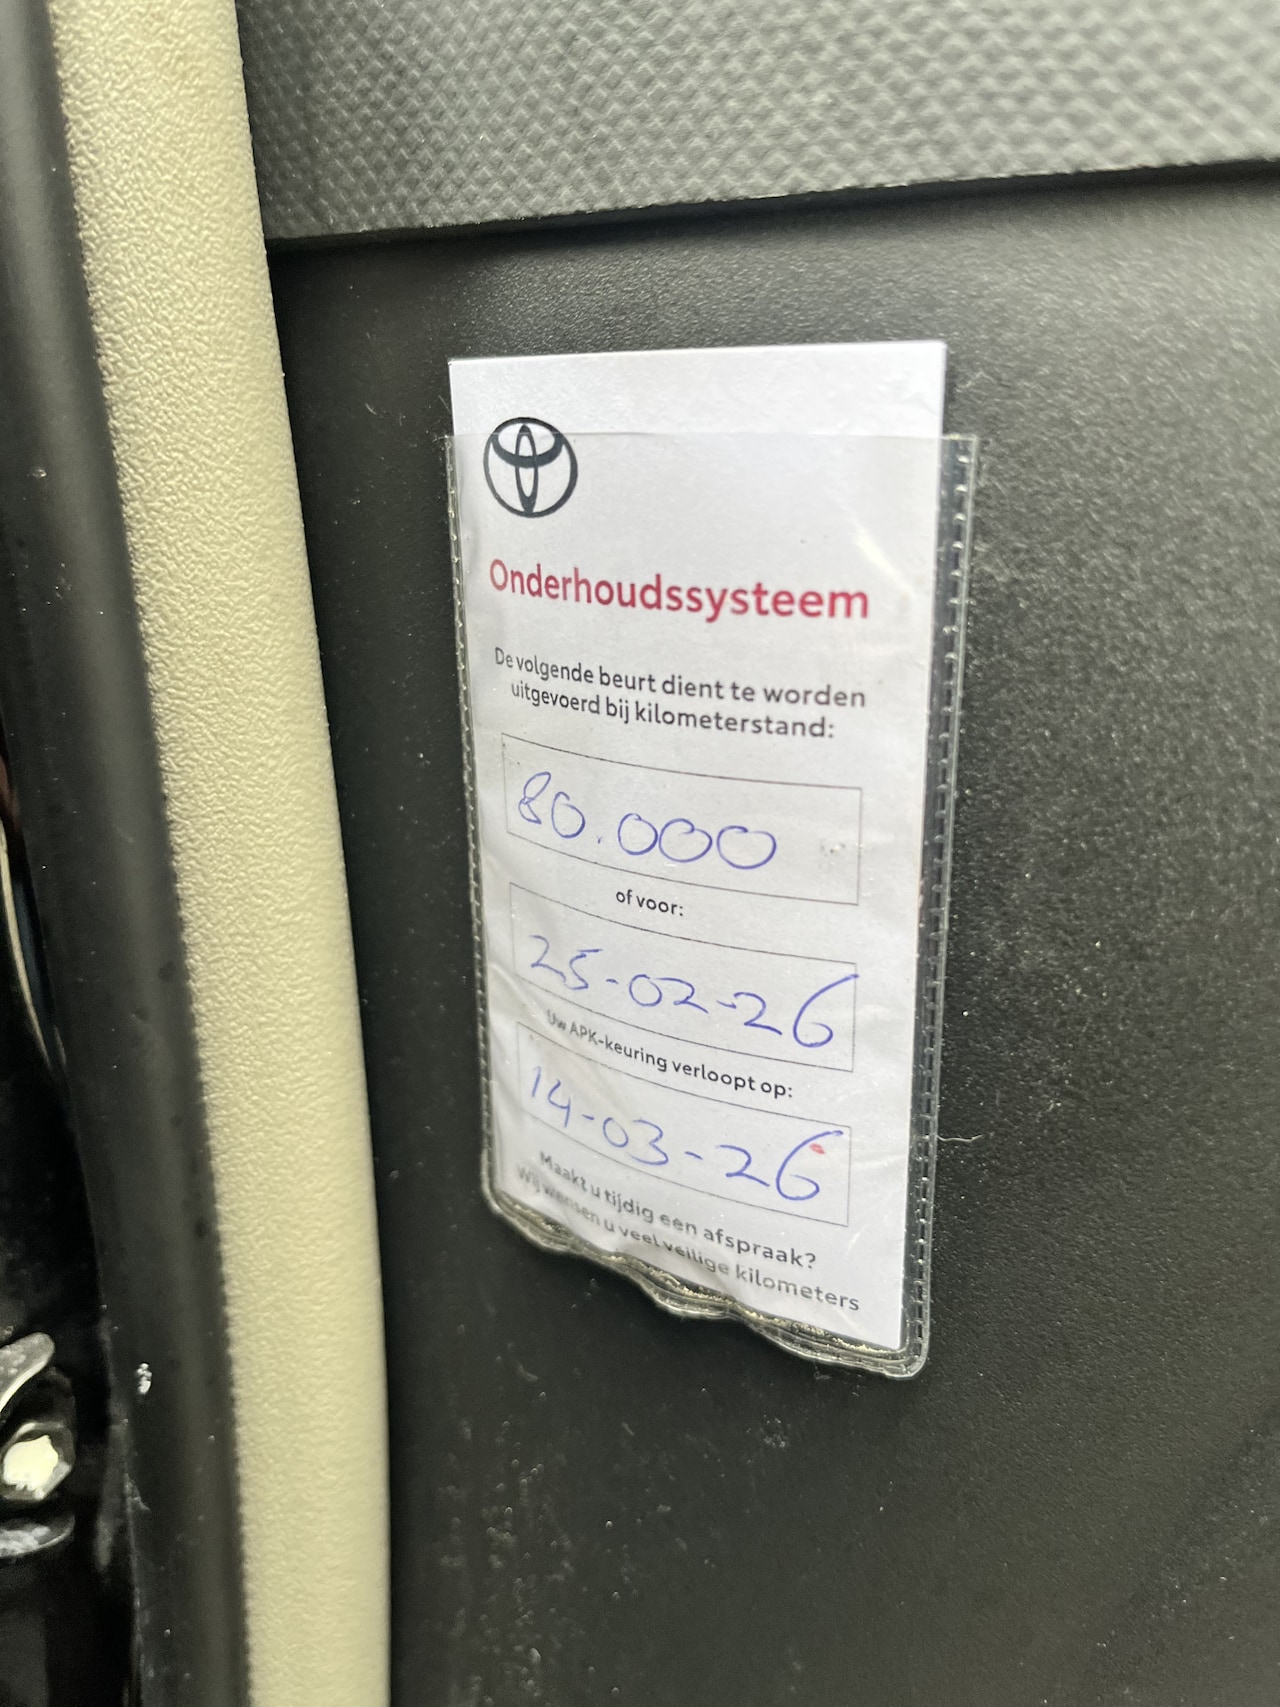 Onderhoudssysteem
De volgende beurt dient te worden
uitgevoerd bij kilometerstand:
80.000
of voor:
25-02-26
Uw APK-keuring verloopt op:
14-03-26
Maakt u tijdig een afspraak?
Wij wensen u veel veilige kilometers